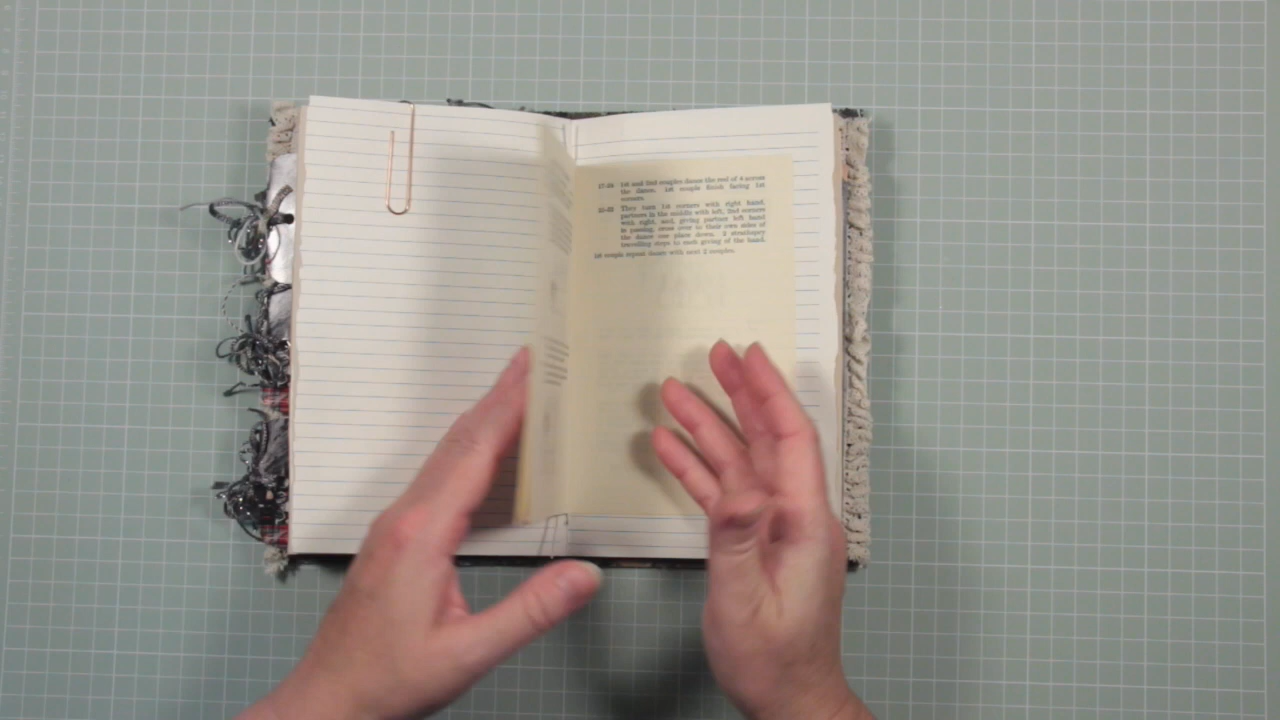 17-24 1st and 2nd couples dance the reel of 4 across
the dance. 1st couple finish facing 1st
corners.
25-32 They turn 1st corners with right hand,
partners in the middle with left, 2nd corners
with right, and, giving partner left hand
in passing, cross over to their own sides of
the dance one place down. 2 strathspey
travelling steps to each giving of the hand.
1st couple repeat dance with next 2 couples.